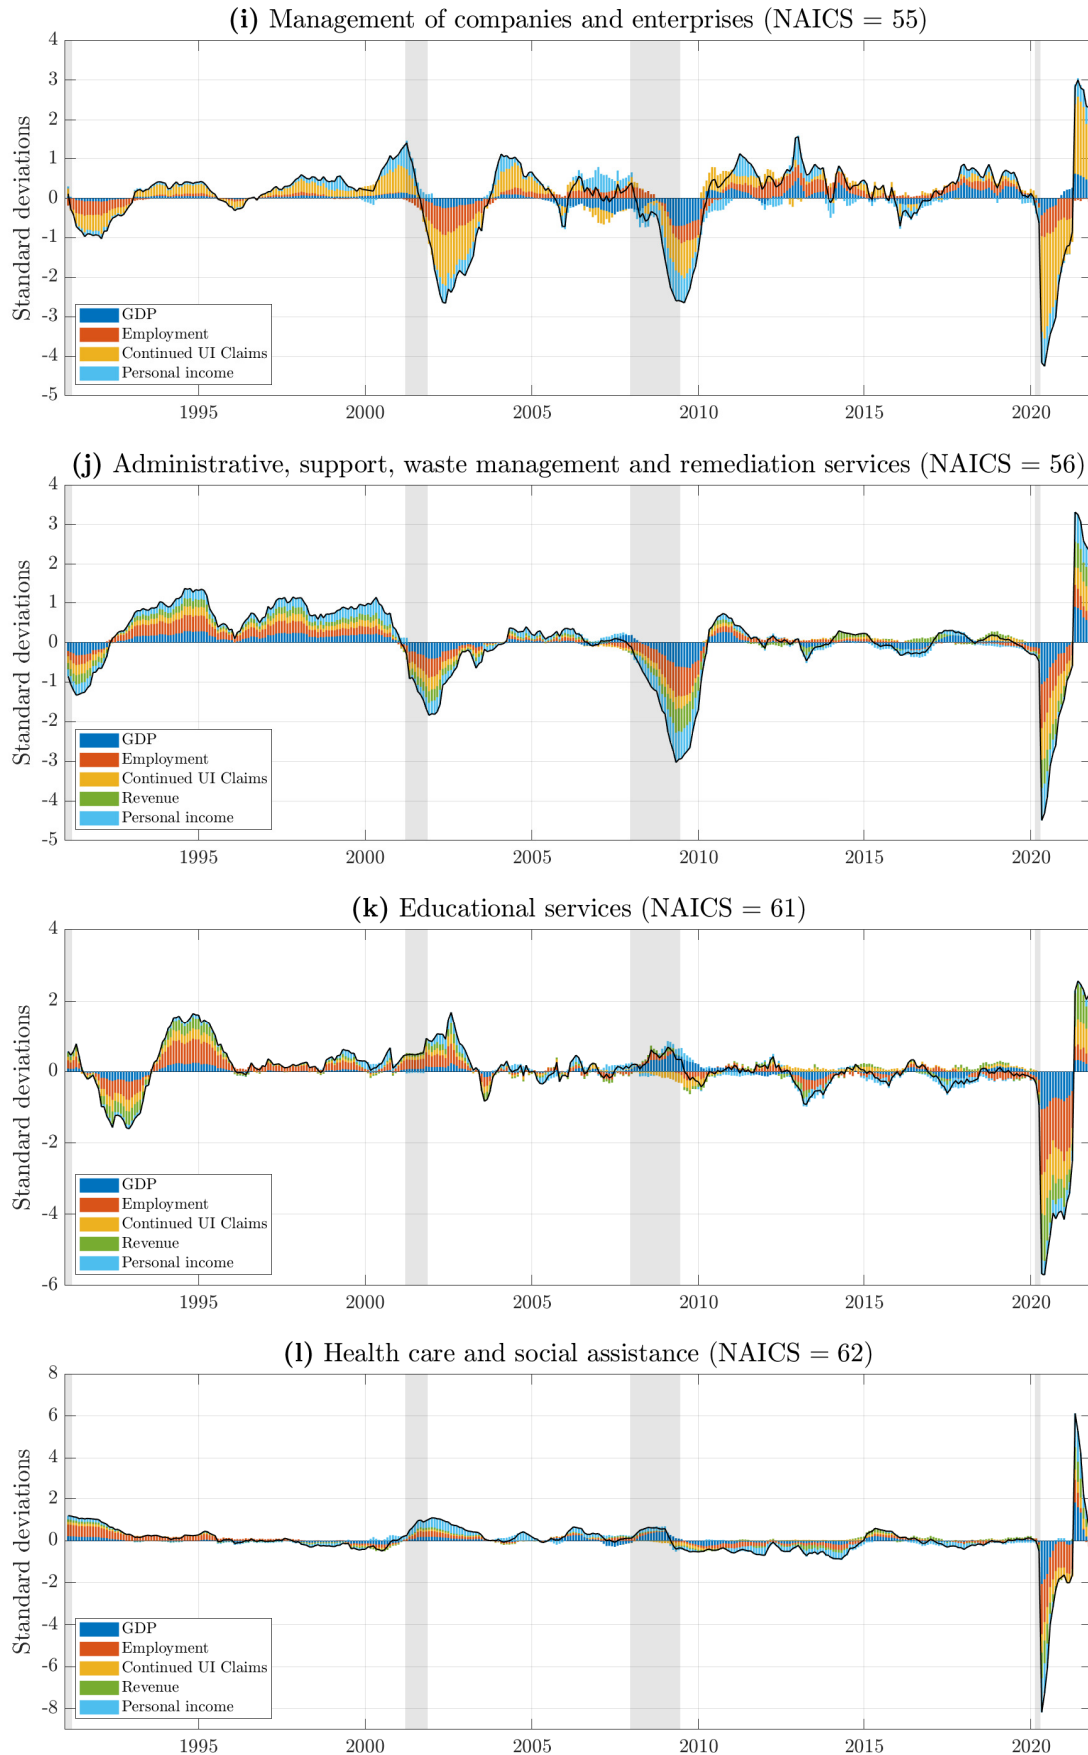 (i) Management of companies and enterprises (NAICS = 55)
4
3
2
1
0
-1
-2
-3
-4
-5
Standard deviations
GDP
Employment
Continued UI Claims
Personal income
1995 2000 2005 2010 2015 2020
(j) Administrative, support, waste management and remediation services (NAICS = 56)
4
3
2
1
0
-1
-2
-3
-4
-5
Standard deviations
GDP
Employment
Continued UI Claims
Revenue
Personal income
1995 2000 2005 2010 2015 2020
(k) Educational services (NAICS = 61)
4
2
0
-2
-4
-6
Standard deviations
GDP
Employment
Continued UI Claims
Revenue
Personal income
1995 2000 2005 2010 2015 2020
(l) Health care and social assistance (NAICS = 62)
8
6
4
2
0
-2
-4
-6
-8
Standard deviations
GDP
Employment
Continued UI Claims
Revenue
Personal income
1995 2000 2005 2010 2015 2020